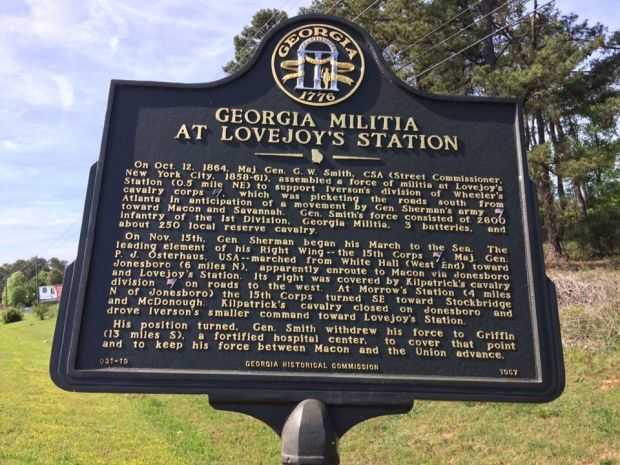 GEORGIA
1776
GEORGIA MILITIA
AT LOVEJOY'S STATION
On Oct. 12, 1864, Maj. Gen. G. W. Smith, CSA (Street Commissioner,
New York City, 1858-61), assembled a force of militia at Lovejoy's
Station (0.5 mile NE) to support Iverson's division of Wheeler's
cavalry corps, which was picketing the roads south from
Atlanta in anticipation of a movement by Gen Sherman's army
toward Macon and Savannah. Gen. Smith's force consisted of 2800
infantry of the 1st Division, Georgia Militia, 3 batteries, and
about 250 local reserve cavalry.
On Nov. 15th, Gen. Sherman began his March to the Sea. The
leading element of his Right Wing--the 15th Corps, Maj. Gen.
P. J. Osterhaus, USA--marched from White Hall (West End) toward
Jonesboro (6 miles N), apparently enroute to Macon via Jonesboro
and Lovejoy's Station. Its right was covered by Kilpatrick's cavalry
division on roads to the west. At Morrow's Station (4 miles
N of Jonesboro) the 15th Corps turned SE toward Stockbridge
and McDonough. Kilpatrick's cavalry closed on Jonesboro and
drove Iverson's smaller command toward Lovejoy's Station.
His position turned, Gen. Smith withdrew his force to Griffin
(13 miles S), a fortified hospital center, to cover that point
and to keep his force between Macon and the Union advance.
031-10 GEORGIA HISTORICAL COMMISSION 1957